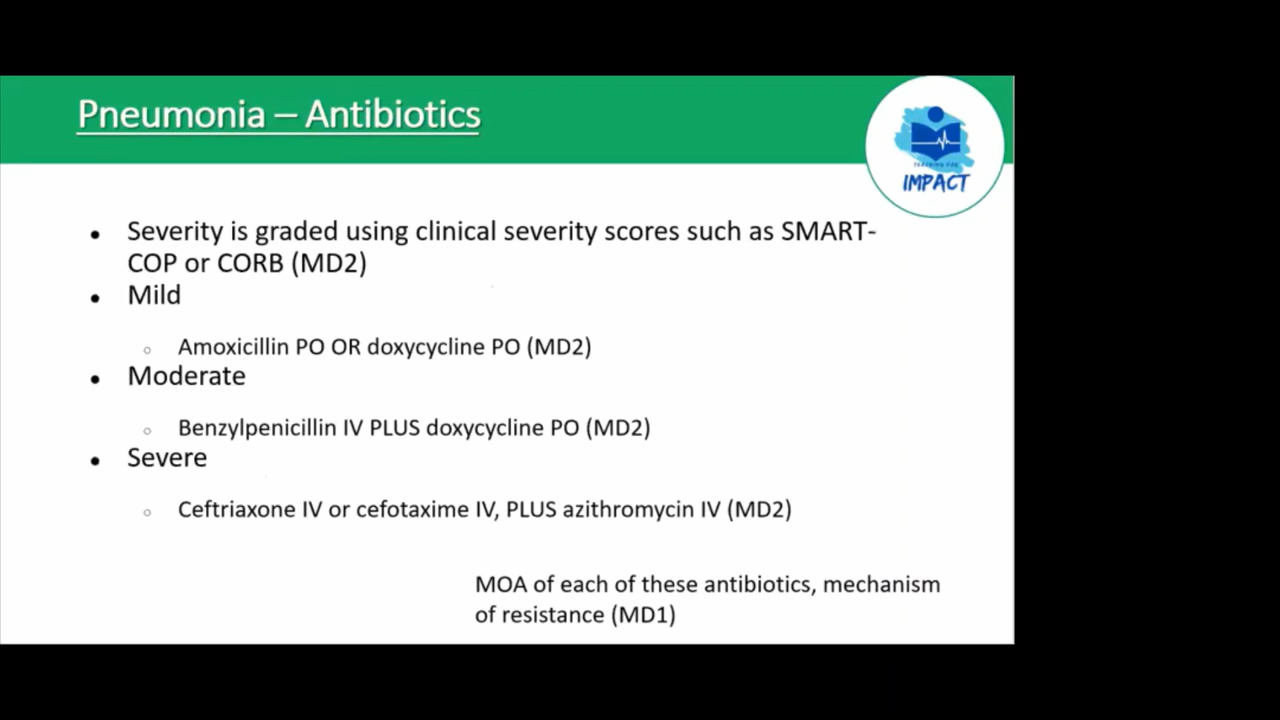 Pneumonia – Antibiotics
TEACHING FOR
IMPACT
• Severity is graded using clinical severity scores such as SMART-
COP or CORB (MD2)
• Mild
○ Amoxicillin PO OR doxycycline PO (MD2)
• Moderate
○ Benzylpenicillin IV PLUS doxycycline PO (MD2)
• Severe
○ Ceftriaxone IV or cefotaxime IV, PLUS azithromycin IV (MD2)
MOA of each of these antibiotics, mechanism
of resistance (MD1)